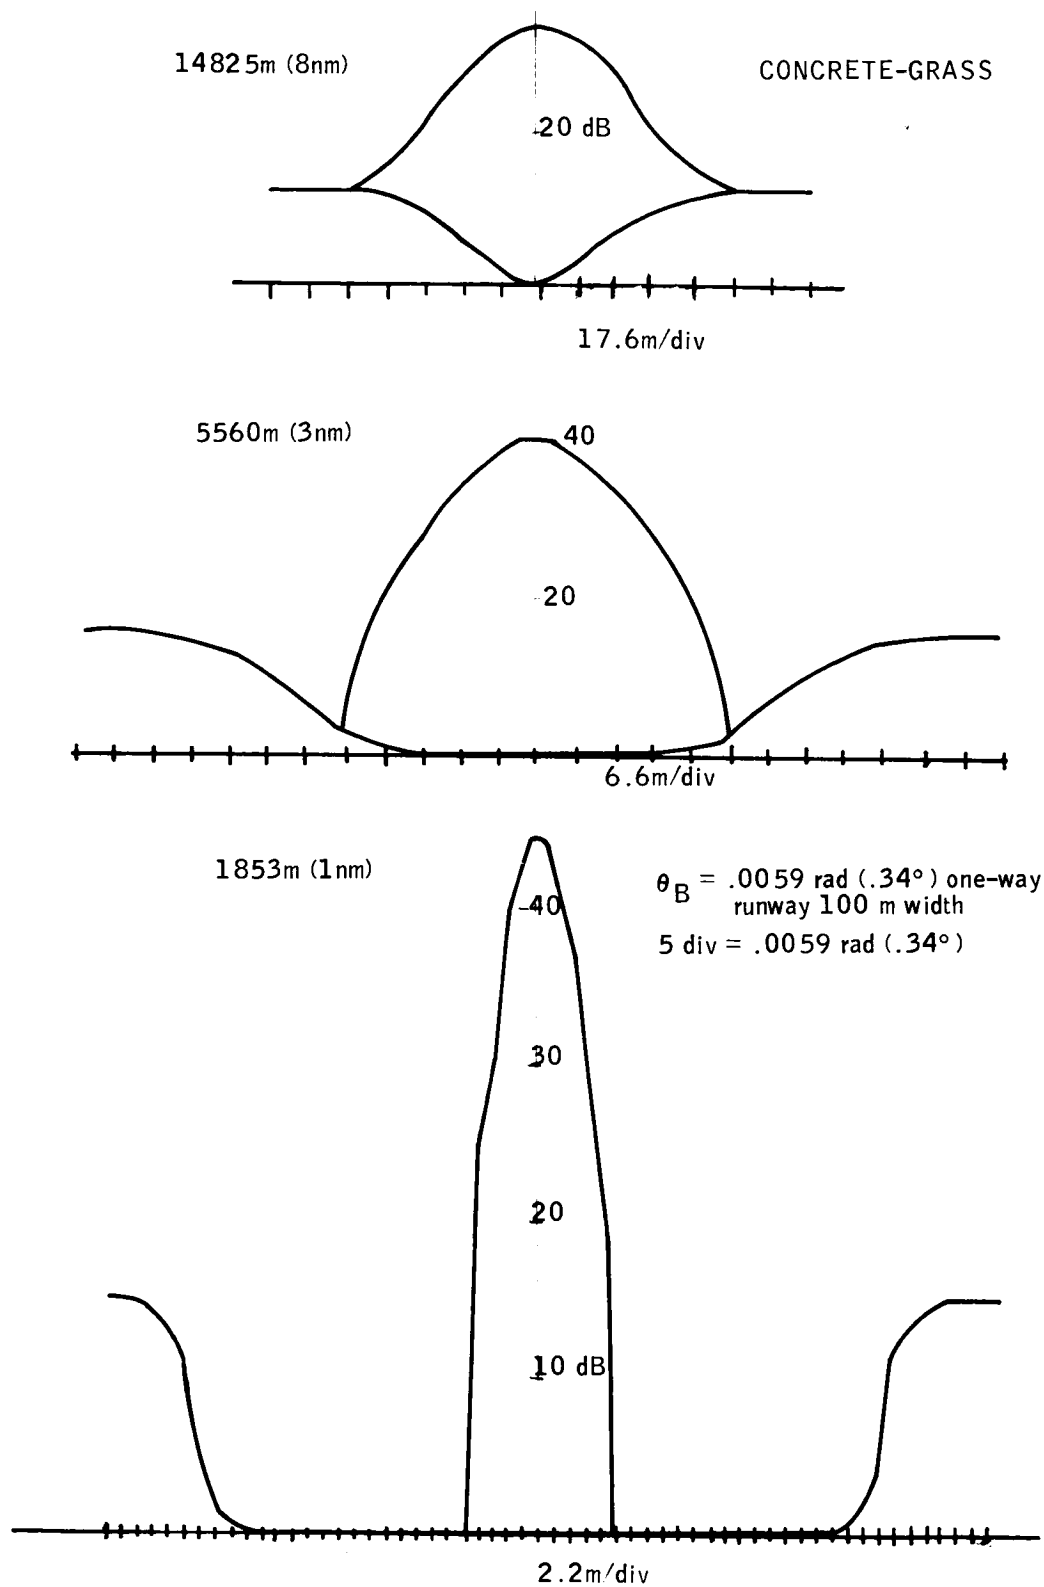 14825m (8nm)
CONCRETE-GRASS
20 dB
17.6m/div
5560m (3nm)
40
20
6.6m/div
1853m (1nm)
θB = .0059 rad (.34°) one-way
runway 100 m width
5 div = .0059 rad (.34°)
40
30
20
10 dB
2.2m/div